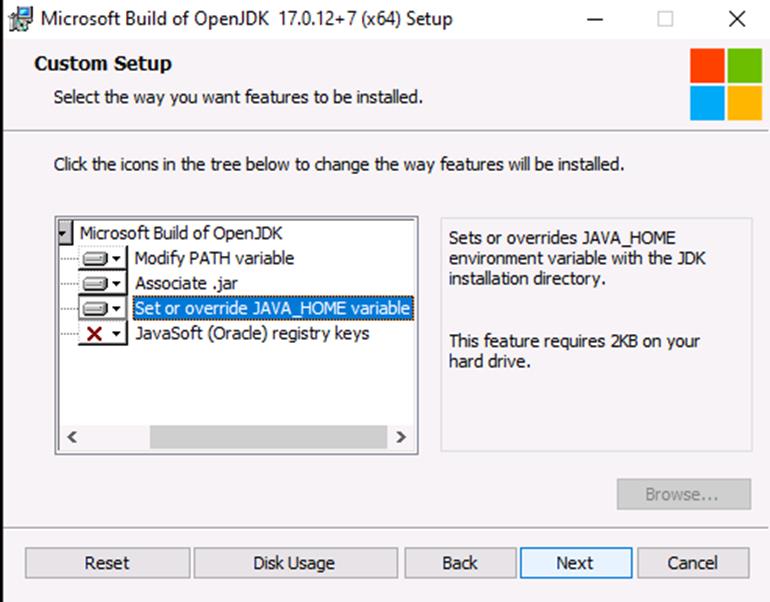 Microsoft Build of OpenJDK 17.0.12+7 (x64) Setup
Custom Setup
Select the way you want features to be installed.
Click the icons in the tree below to change the way features will be installed.
Microsoft Build of OpenJDK
Modify PATH variable
Associate .jar
Set or override JAVA_HOME variable
JavaSoft (Oracle) registry keys
Sets or overrides JAVA_HOME
environment variable with the JDK
installation directory.
This feature requires 2KB on your
hard drive.
Browse...
Reset
Disk Usage
Back
Next
Cancel